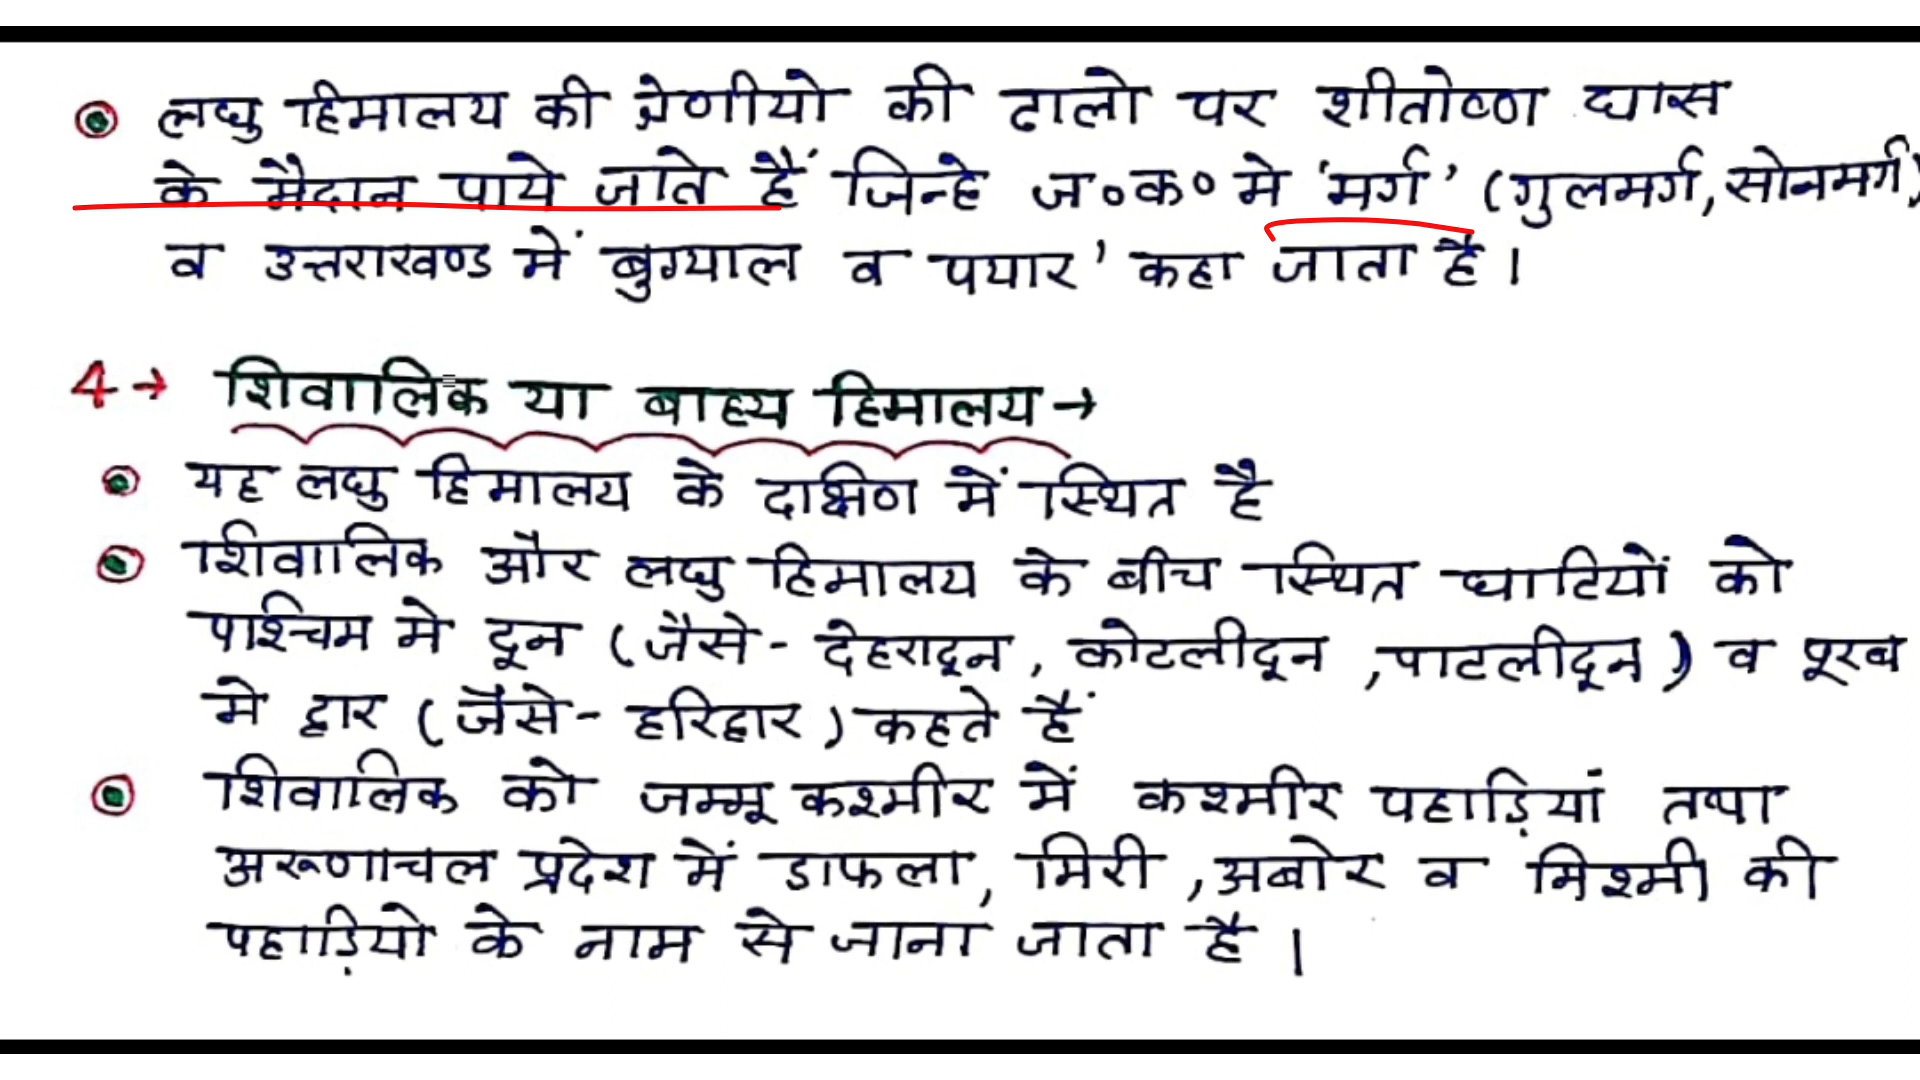 लघु हिमालय की श्रेणीयो की ढालो पर शीतोष्ण घास
के मैदान पाये जाते हैं जिन्हे ज०क० मे 'मर्ग' (गुलमर्ग, सोनमर्ग)
व उत्तराखण्ड में बुग्याल व पयार' कहा जाता है।
4→ शिवालिक या बाह्य हिमालय→
यह लघु हिमालय के दक्षिण में स्थित है
शिवालिक और लघु हिमालय के बीच स्थित घाटियों को
पश्चिम मे दून (जैसे- देहरादून, कोटलीदून, पाटलीदून) व पूरब
मे द्वार (जैसे- हरिद्वार) कहते हैं
शिवालिक को जम्मू कश्मीर में कश्मीर पहाड़ियां तथा
अरूणाचल प्रदेश में डाफला, मिरी, अबोर व मिश्मी की
पहाड़ियो के नाम से जाना जाता है।